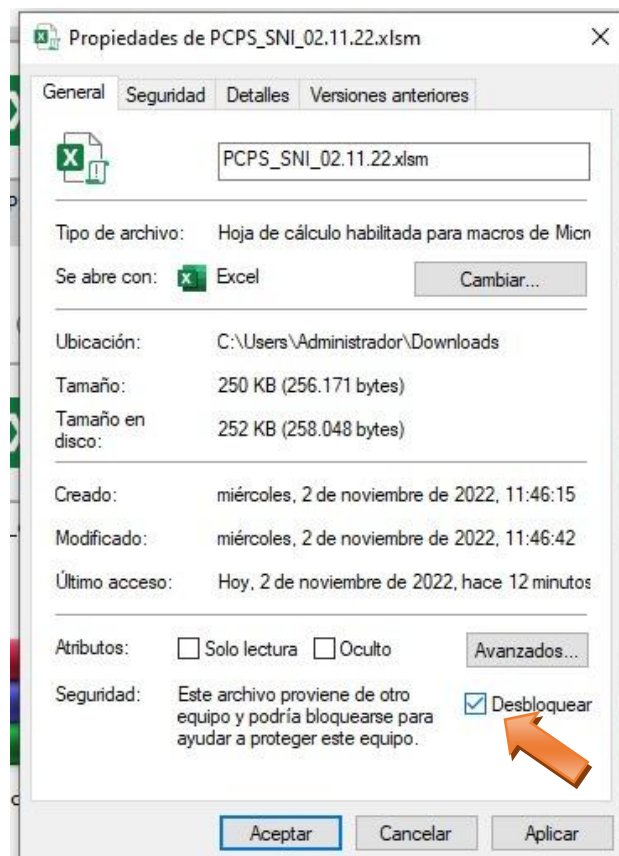 Propiedades de PCPS_SNI_02.11.22.xlsm
General Seguridad Detalles Versiones anteriores
PCPS_SNI_02.11.22.xlsm
Tipo de archivo: Hoja de cálculo habilitada para macros de Micr
Se abre con: Excel Cambiar...
Ubicación: C:\Users\Administrador\Downloads
Tamaño: 250 KB (256.171 bytes)
Tamaño en
disco: 252 KB (258.048 bytes)
Creado: miércoles, 2 de noviembre de 2022, 11:46:15
Modificado: miércoles, 2 de noviembre de 2022, 11:46:42
Último acceso: Hoy, 2 de noviembre de 2022, hace 12 minutos
Atributos: Solo lectura Oculto Avanzados...
Seguridad: Este archivo proviene de otro
equipo y podría bloquearse para
ayudar a proteger este equipo.
Desbloquear
Aceptar Cancelar Aplicar